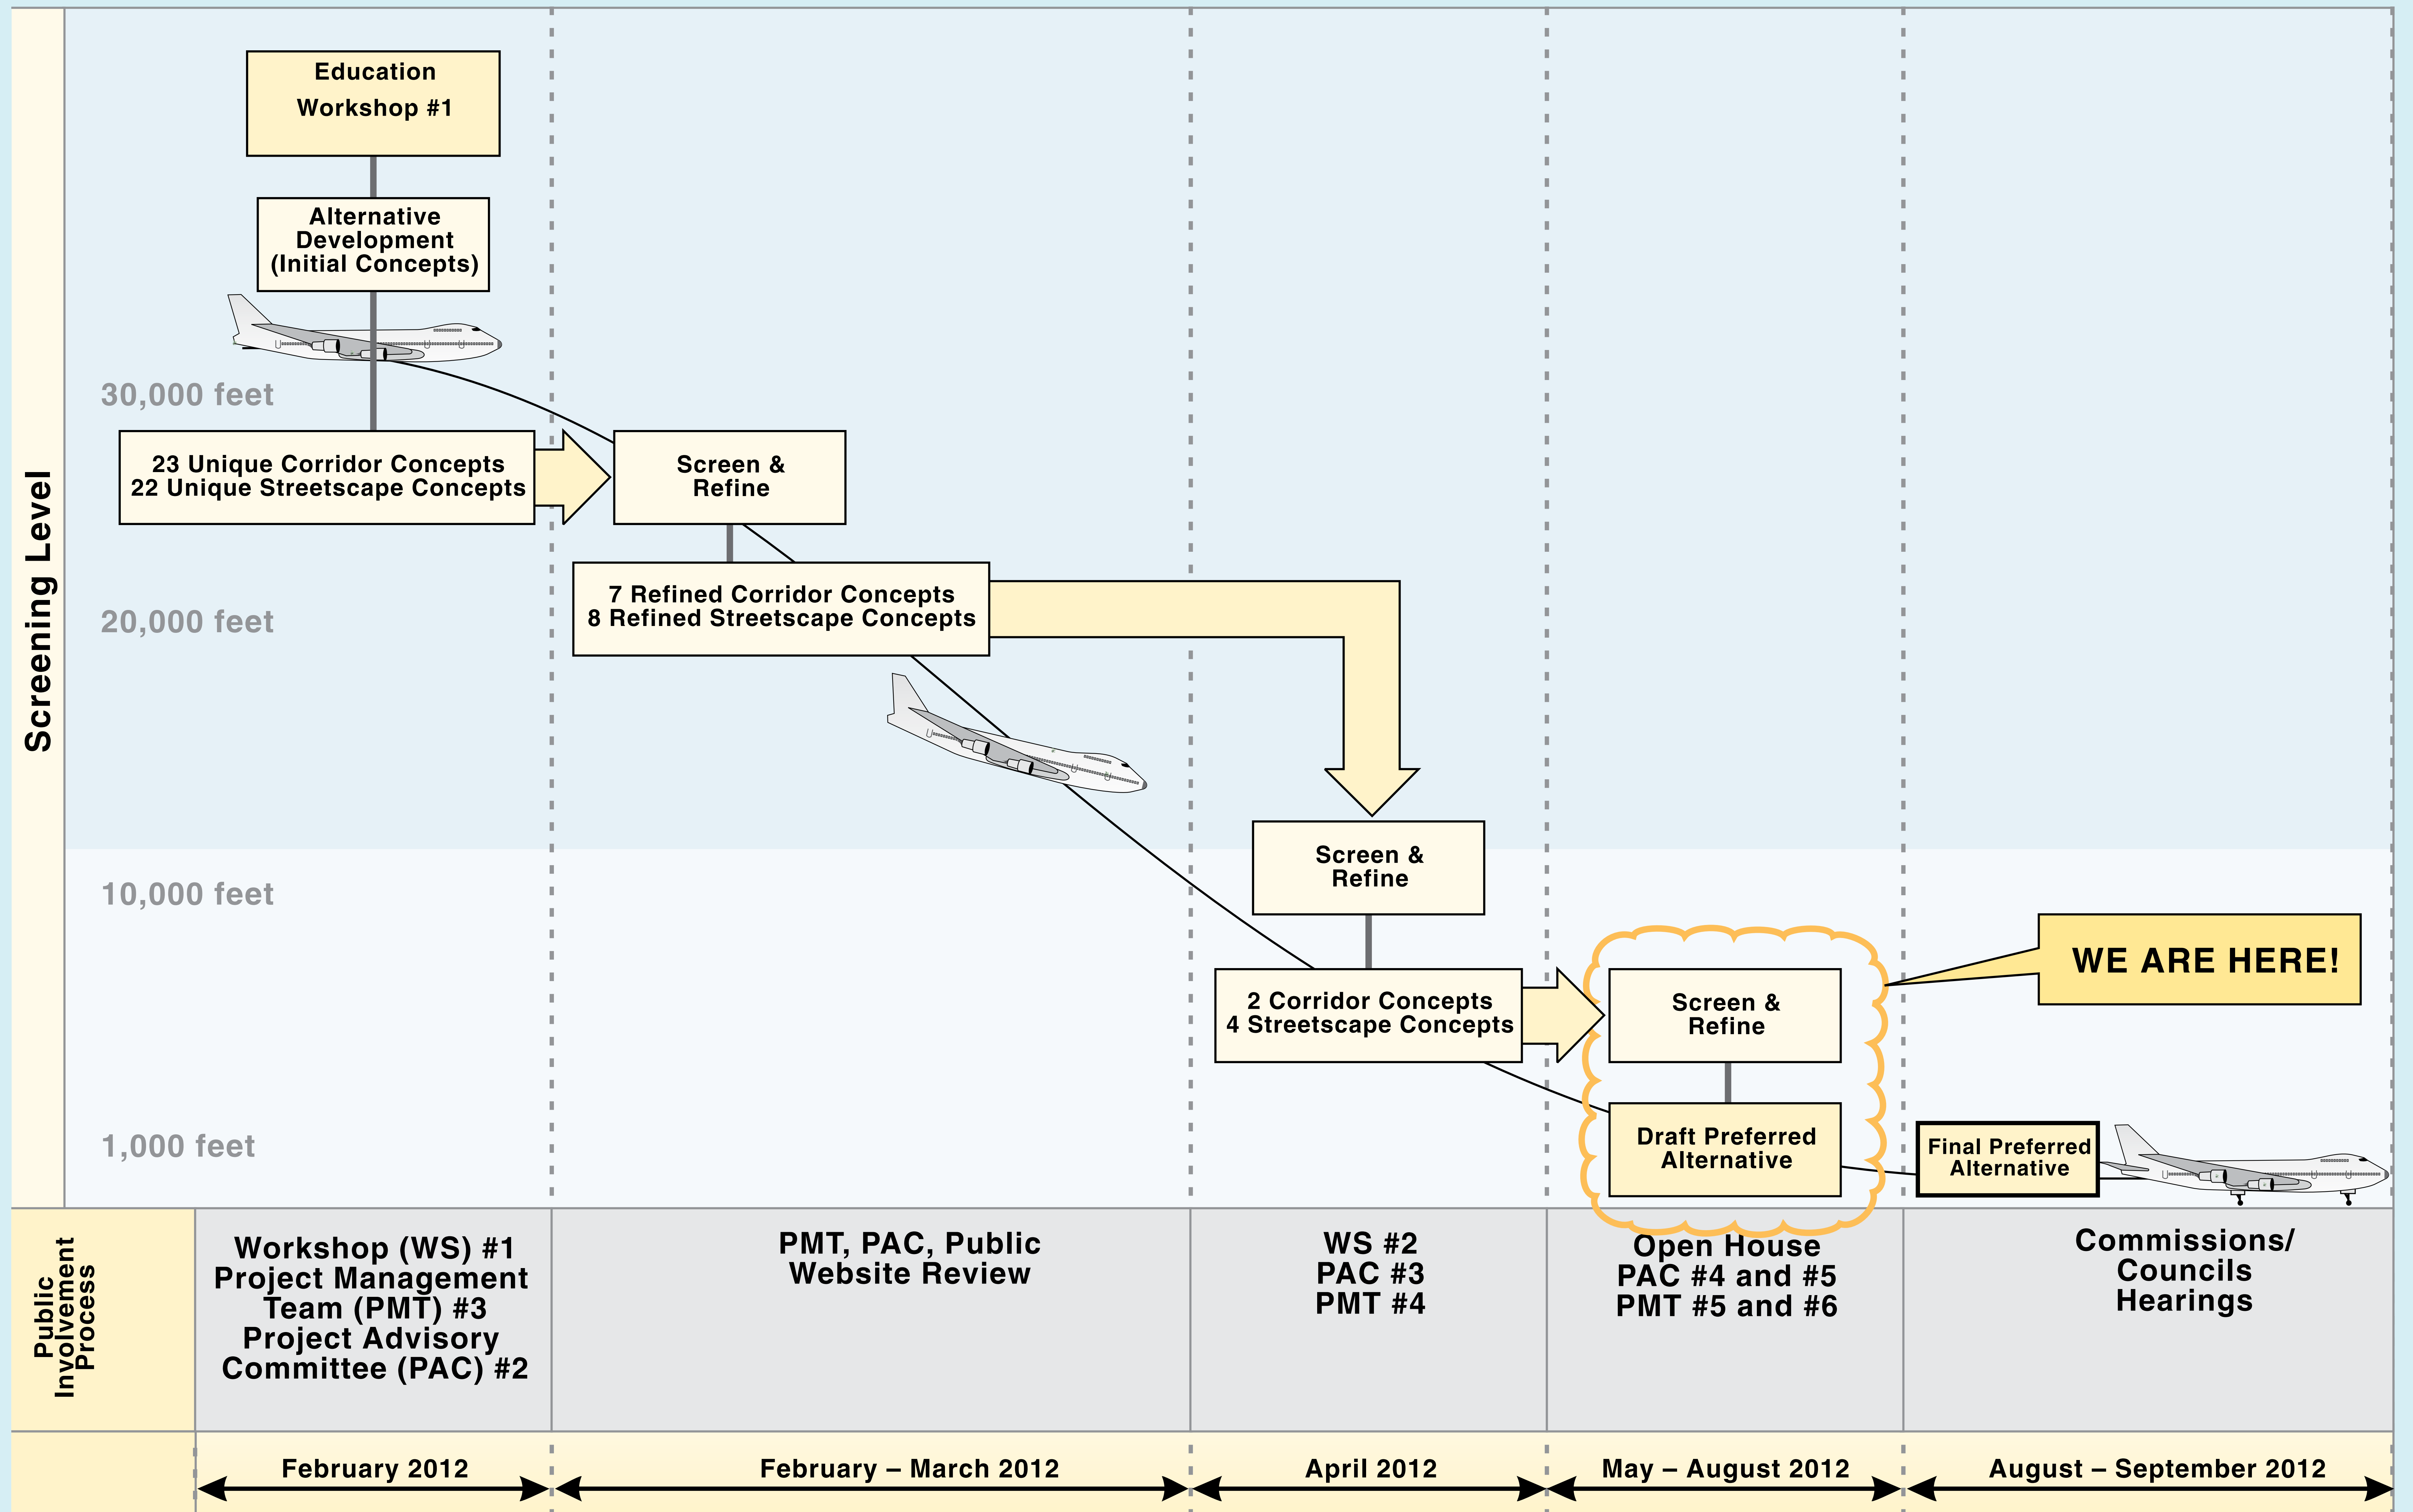 Education
Workshop #1
Alternative
Development
(Initial Concepts)
30,000 feet
23 Unique Corridor Concepts
22 Unique Streetscape Concepts
Screen &
Refine
Screening Level
20,000 feet
7 Refined Corridor Concepts
8 Refined Streetscape Concepts
10,000 feet
Screen &
Refine
2 Corridor Concepts
4 Streetscape Concepts
Screen &
Refine
WE ARE HERE!
1,000 feet
Draft Preferred
Alternative
Final Preferred
Alternative
Public
Involvement
Process
Workshop (WS) #1
Project Management
Team (PMT) #3
Project Advisory
Committee (PAC) #2
PMT, PAC, Public
Website Review
WS #2
PAC #3
PMT #4
Open House
PAC #4 and #5
PMT #5 and #6
Commissions/
Councils
Hearings
February 2012
February – March 2012
April 2012
May – August 2012
August – September 2012